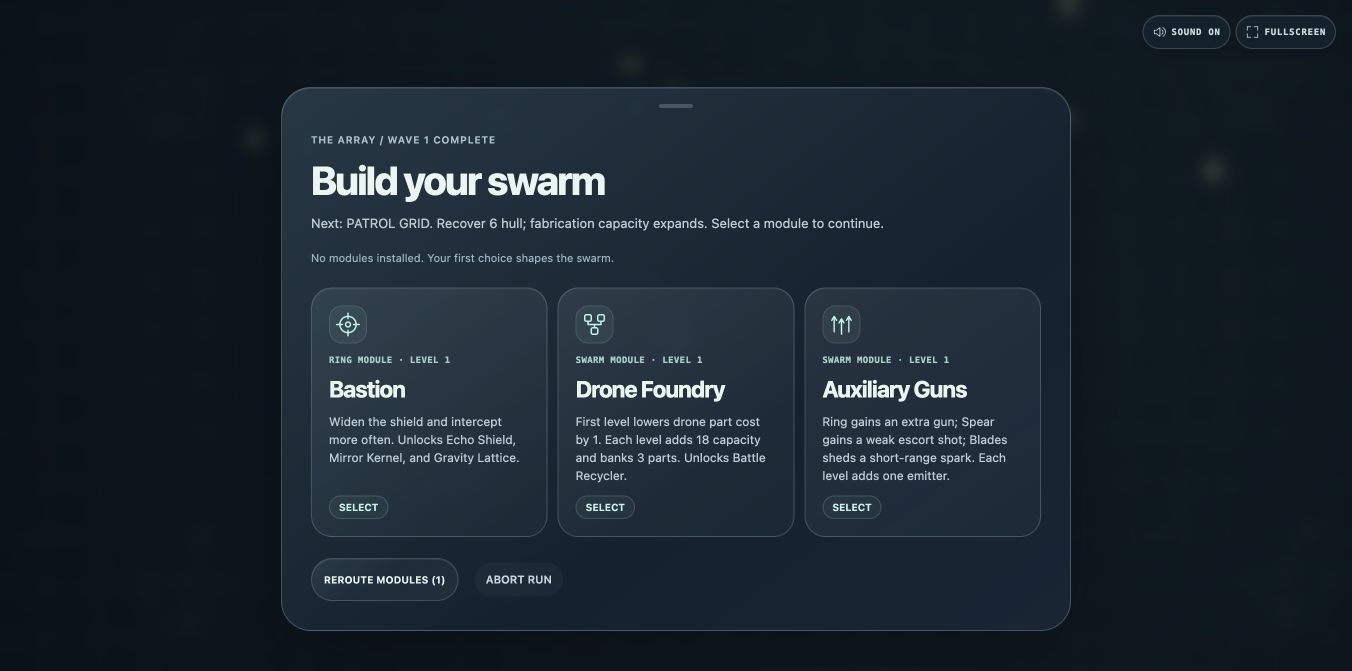 SOUND ON
FULLSCREEN
THE ARRAY / WAVE 1 COMPLETE
Build your swarm
Next: PATROL GRID. Recover 6 hull; fabrication capacity expands. Select a module to continue.
No modules installed. Your first choice shapes the swarm.
RING MODULE · LEVEL 1
Bastion
Widen the shield and intercept
more often. Unlocks Echo Shield,
Mirror Kernel, and Gravity Lattice.
SELECT
SWARM MODULE · LEVEL 1
Drone Foundry
First level lowers drone part cost
by 1. Each level adds 18 capacity
and banks 3 parts. Unlocks Battle
Recycler.
SELECT
SWARM MODULE · LEVEL 1
Auxiliary Guns
Ring gains an extra gun; Spear
gains a weak escort shot; Blades
sheds a short-range spark. Each
level adds one emitter.
SELECT
REROUTE MODULES (1)
ABORT RUN